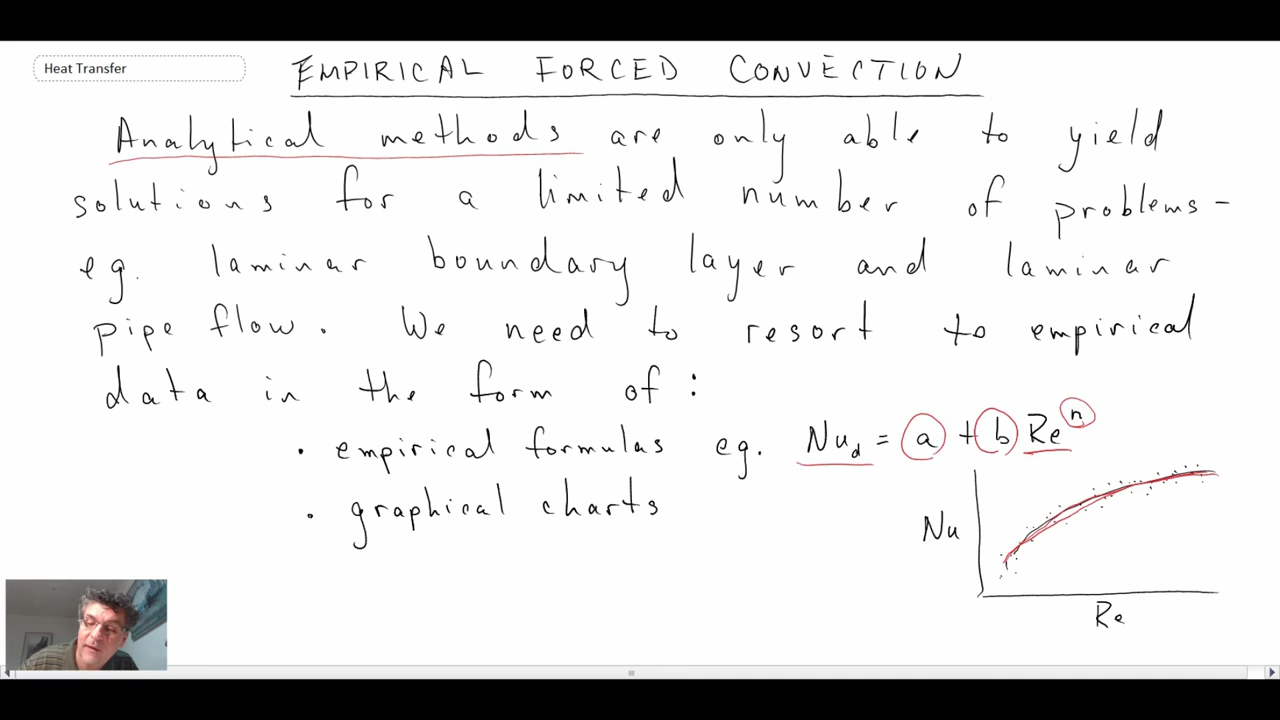 Heat Transfer
EMPIRICAL FORCED CONVECTION
Analytical methods are only able to yield
solutions for a limited number of problems -
eg. laminar boundary layer and laminar
pipe flow. We need to resort to empirical
data in the form of :
• empirical formulas eg. Nu_d = a + b Re^n
• graphical charts
Nu
Re